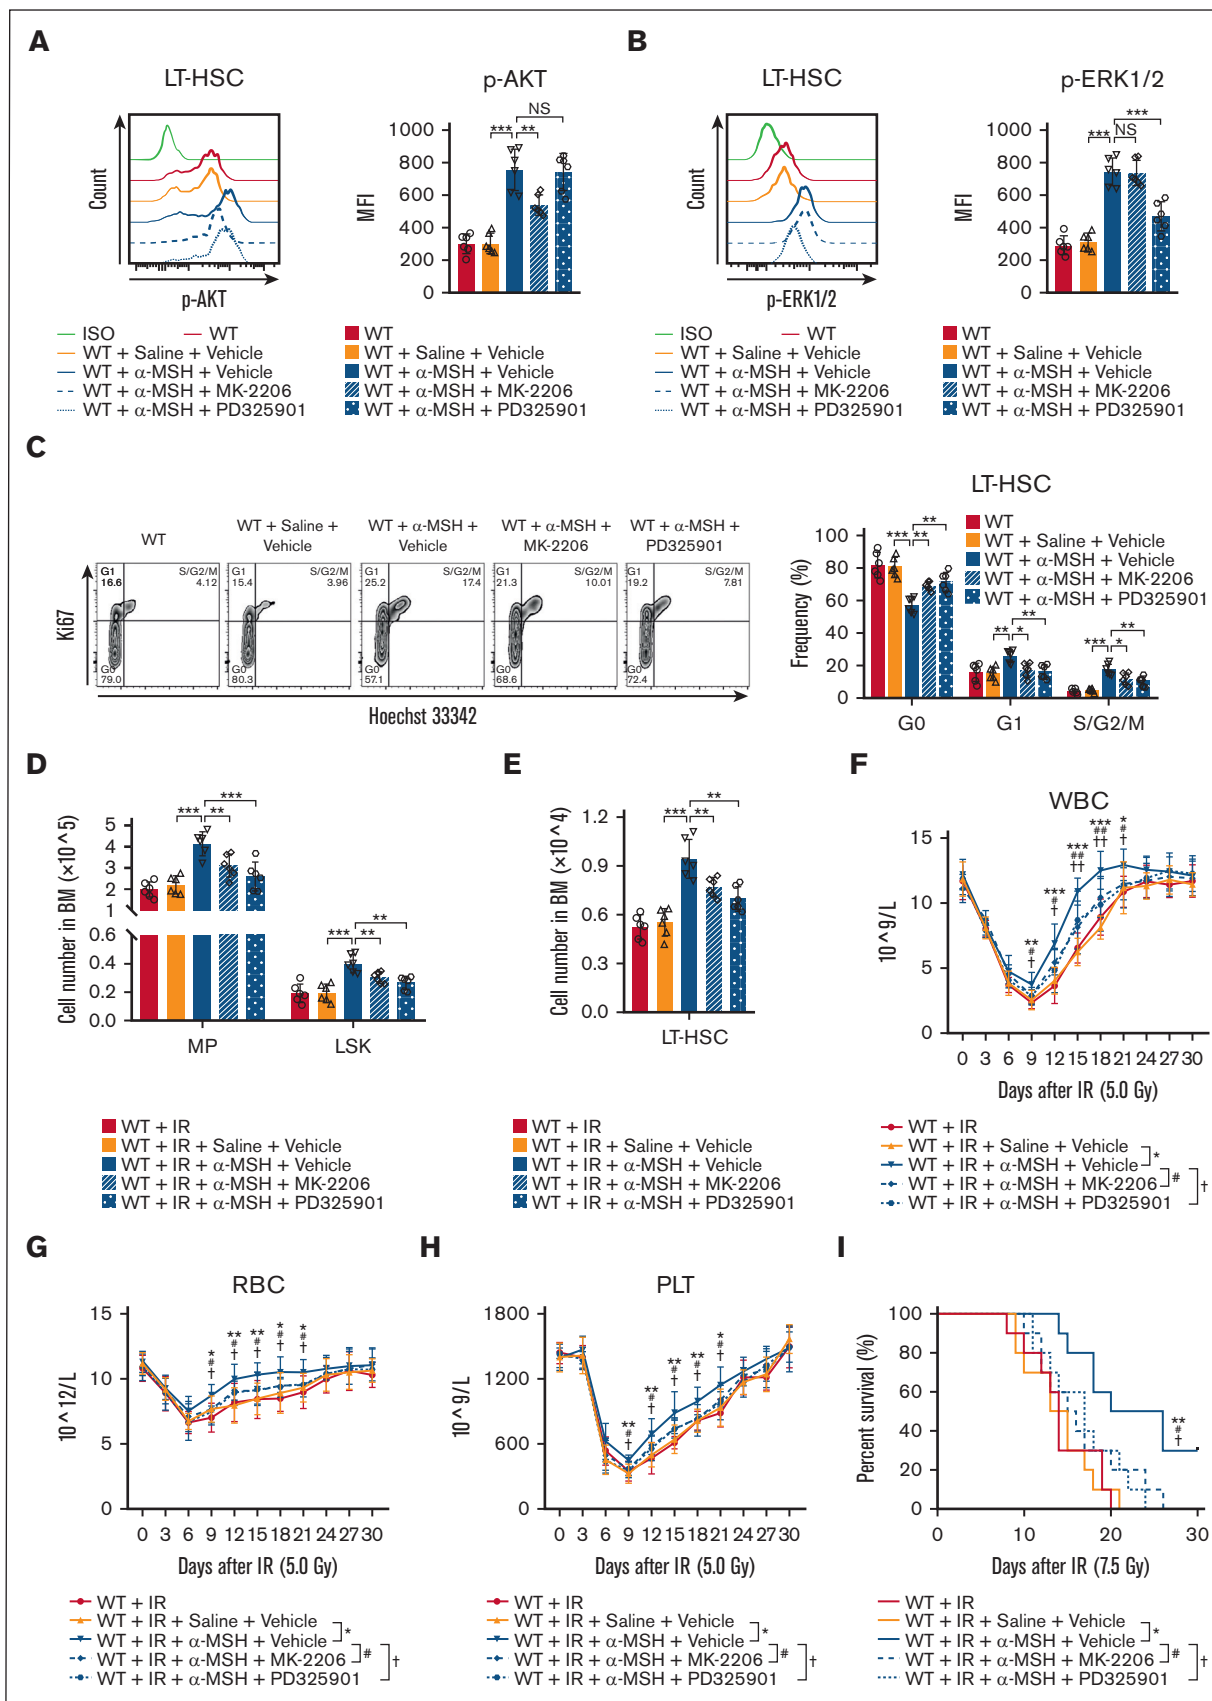 A
LT-HSC
Count
p-AKT
p-AKT
NS
*** **
MFI
1000
800
600
400
200
0
ISO
WT
WT + Saline + Vehicle
WT + α-MSH + Vehicle
WT + α-MSH + MK-2206
WT + α-MSH + PD325901
WT
WT + Saline + Vehicle
WT + α-MSH + Vehicle
WT + α-MSH + MK-2206
WT + α-MSH + PD325901
B
LT-HSC
Count
p-ERK1/2
p-ERK1/2
***
*** NS
MFI
1000
800
600
400
200
0
ISO
WT
WT + Saline + Vehicle
WT + α-MSH + Vehicle
WT + α-MSH + MK-2206
WT + α-MSH + PD325901
WT
WT + Saline + Vehicle
WT + α-MSH + Vehicle
WT + α-MSH + MK-2206
WT + α-MSH + PD325901
C
WT
WT + Saline + Vehicle
WT + α-MSH + Vehicle
WT + α-MSH + MK-2206
WT + α-MSH + PD325901
G1
16.6
S/G2/M
4.12
G0
79.0
15.4
S/G2/M
3.96
G0
80.3
25.2
S/G2/M
17.4
G0
57.1
21.3
S/G2/M
10.01
G0
68.6
19.2
S/G2/M
7.81
G0
72.4
Ki67
Hoechst 33342
LT-HSC
WT
WT + Saline + Vehicle
WT + α-MSH + Vehicle
WT + α-MSH + MK-2206
WT + α-MSH + PD325901
Frequency (%)
100
80
60
40
20
0
**
*** **
**
** *
**
*** *
G0 G1 S/G2/M
D
Cell number in BM (×10^5)
5
4
3
2
1
0.6
0.4
0.2
0.0
***
*** **
**
*** **
MP LSK
WT + IR
WT + IR + Saline + Vehicle
WT + IR + α-MSH + Vehicle
WT + IR + α-MSH + MK-2206
WT + IR + α-MSH + PD325901
E
Cell number in BM (×10^4)
1.2
0.9
0.6
0.3
0.0
**
*** **
LT-HSC
WT + IR
WT + IR + Saline + Vehicle
WT + IR + α-MSH + Vehicle
WT + IR + α-MSH + MK-2206
WT + IR + α-MSH + PD325901
F
WBC
10^9/L
15
10
5
0
**
#
†
***
#
†
***
##
††
***
##
††
*
#
†
0 3 6 9 12 15 18 21 24 27 30
Days after IR (5.0 Gy)
WT + IR
WT + IR + Saline + Vehicle
WT + IR + α-MSH + Vehicle *
WT + IR + α-MSH + MK-2206 #
WT + IR + α-MSH + PD325901 †
G
RBC
10^12/L
15
10
5
0
*
#
†
**
#
†
**
#
†
*
#
†
*
#
†
0 3 6 9 12 15 18 21 24 27 30
Days after IR (5.0 Gy)
WT + IR
WT + IR + Saline + Vehicle
WT + IR + α-MSH + Vehicle *
WT + IR + α-MSH + MK-2206 #
WT + IR + α-MSH + PD325901 †
H
PLT
10^9/L
1800
1200
600
0
**
#
†
**
#
†
**
#
†
**
#
†
*
#
†
0 3 6 9 12 15 18 21 24 27 30
Days after IR (5.0 Gy)
WT + IR
WT + IR + Saline + Vehicle
WT + IR + α-MSH + Vehicle *
WT + IR + α-MSH + MK-2206 #
WT + IR + α-MSH + PD325901 †
I
Percent survival (%)
100
80
60
40
20
0
**
#
†
0 10 20 30
Days after IR (7.5 Gy)
WT + IR
WT + IR + Saline + Vehicle
WT + IR + α-MSH + Vehicle *
WT + IR + α-MSH + MK-2206 #
WT + IR + α-MSH + PD325901 †